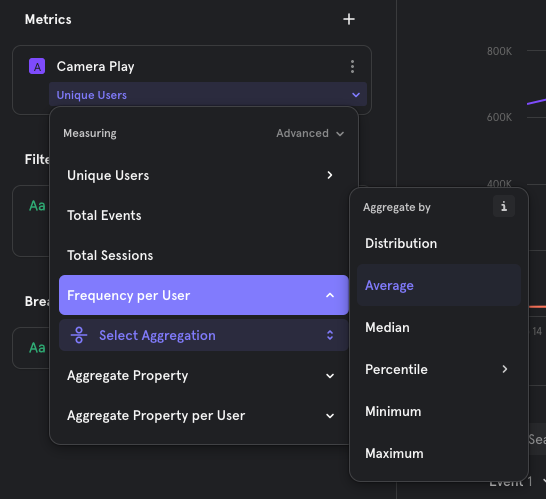 Metrics
+
A Camera Play
Unique Users
Measuring
Advanced
Unique Users
Total Events
Total Sessions
Frequency per User
Select Aggregation
Aggregate Property
Aggregate Property per User
Filte
Aa
Brea
Aa
Aggregate by
i
Distribution
Average
Median
Percentile
Minimum
Maximum
800K
600K
400K
14
Sea
Event 1